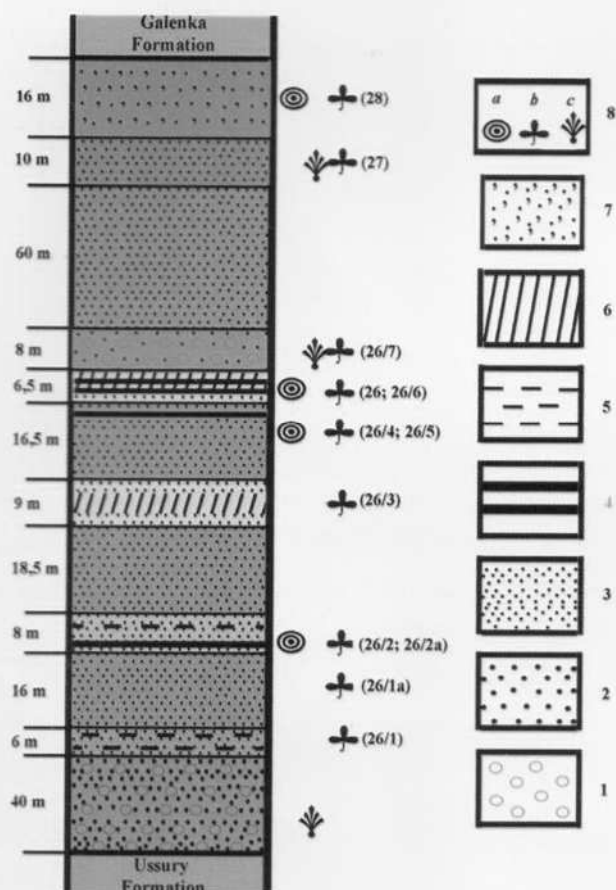 Galenka
Formation
16 m (28) a b c 8
10 m (27) 7
60 m
6
8 m (26/7)
6,5 m (26; 26/6) 5
16,5 m (26/4; 26/5)
9 m (26/3) 4
18,5 m 3
8 m (26/2; 26/2a)
16 m (26/1a) 2
6 m (26/1)
40 m 1
Ussury
Formation